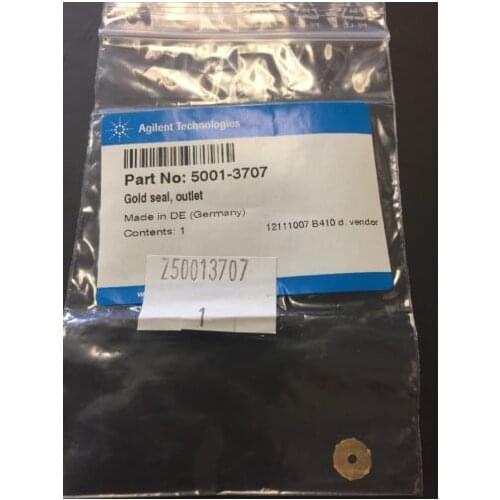 Agilent Technologies
Part No: 5001-3707
Gold seal, outlet
Made in DE (Germany)
Contents: 1
12111007 B410 d. vendor
Z50013707
1